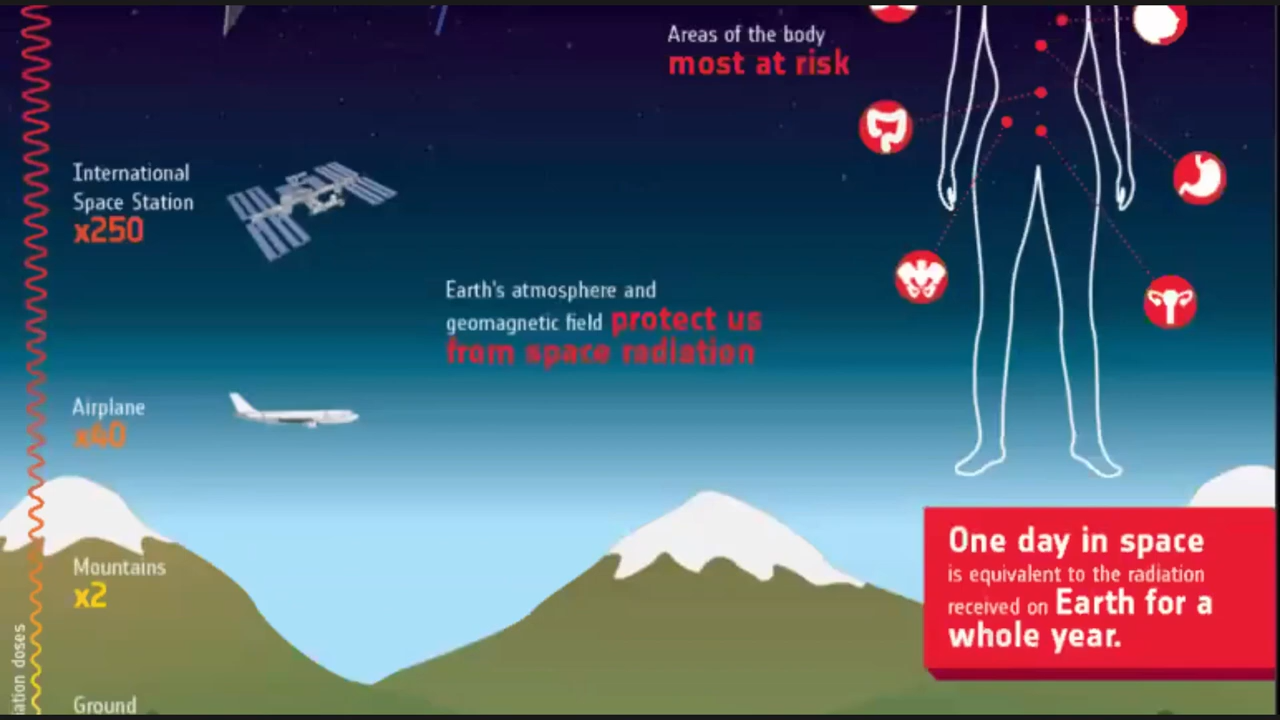 Areas of the body
most at risk
International
Space Station
x250
Earth's atmosphere and
geomagnetic field protect us
from space radiation
Airplane
x40
Mountains
x2
One day in space
is equivalent to the radiation
received on Earth for a
whole year.
doses
Ground